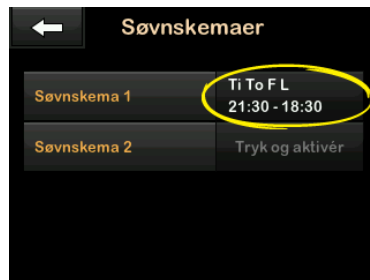 Søvnskemaer
Søvnskema 1
Ti To F L
21:30 - 18:30
Søvnskema 2
Tryk og aktivér